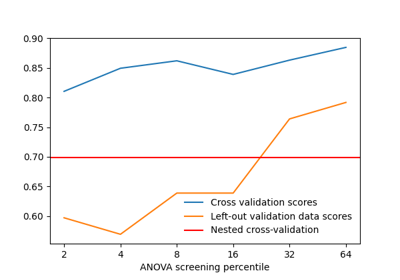 0.90
0.85
0.80
0.75
0.70
0.65
0.60
Cross validation scores
Left-out validation data scores
Nested cross-validation
2 4 8 16 32 64
ANOVA screening percentile